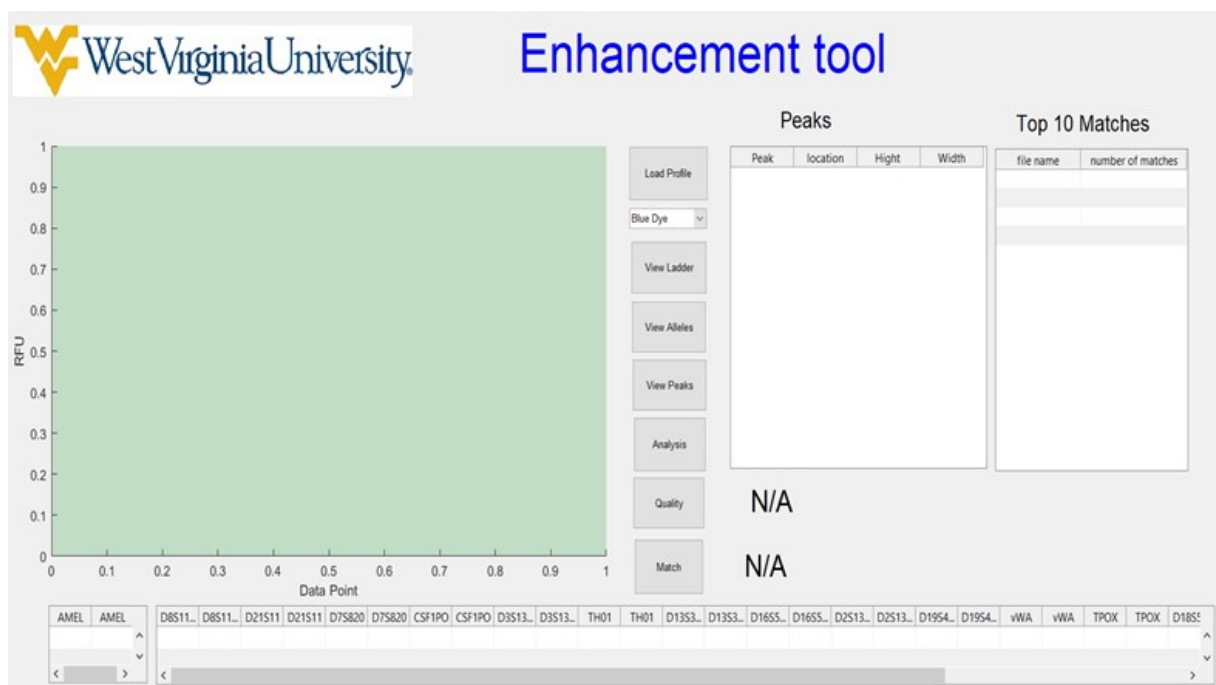 WestVirginiaUniversity.
Enhancement tool
Peaks
Top 10 Matches
Peak location Hight Width
file name number of matches
Load Profile
Blue Dye
View Ladder
View Alleles
View Peaks
Analysis
Quality
N/A
Match
N/A
1
0.9
0.8
0.7
0.6
0.5
0.4
0.3
0.2
0.1
0
RFU
0 0.1 0.2 0.3 0.4 0.5 0.6 0.7 0.8 0.9 1
Data Point
AMEL AMEL
D8S11... D8S11... D21S11 D21S11 D7S820 D7S820 CSF1PO CSF1PO D3S13... D3S13... TH01 TH01 D13S3... D13S3... D16S5... D16S5... D2S13... D2S13... D19S4... D19S4... vWA vWA TPOX TPOX D18S5